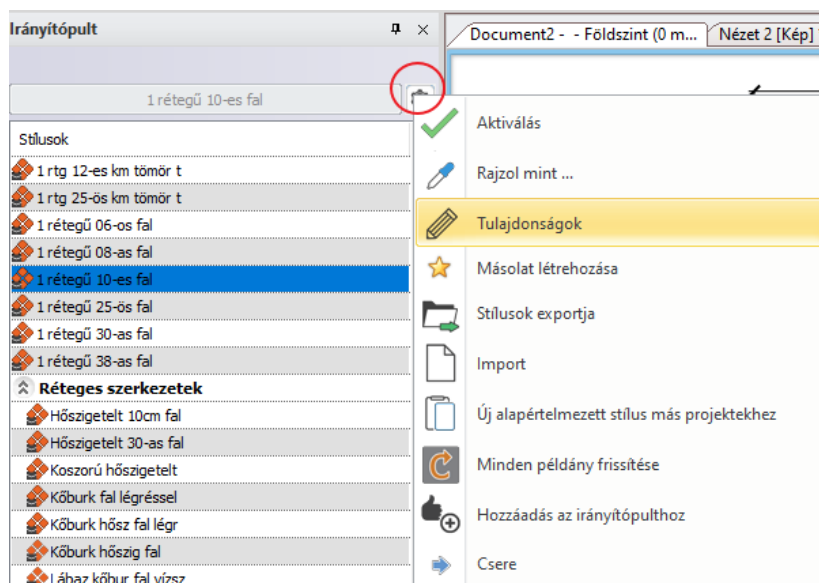 Irányítópult
Document2 - - Földszint (0 m...
Nézet 2 [Kép]
1 rétegű 10-es fal
Stílusok
1 rtg 12-es km tömör t
1 rtg 25-ös km tömör t
1 rétegű 06-os fal
1 rétegű 08-as fal
1 rétegű 10-es fal
1 rétegű 25-ös fal
1 rétegű 30-as fal
1 rétegű 38-as fal
Réteges szerkezetek
Hőszigetelt 10cm fal
Hőszigetelt 30-as fal
Koszorú hőszigetelt
Kőburk fal légréssel
Kőburk hősz fal légr
Kőburk hőszig fal
Lábaz kőbur fal vízsz
Aktiválás
Rajzol mint ...
Tulajdonságok
Másolat létrehozása
Stílusok exportja
Import
Új alapértelmezett stílus más projektekhez
Minden példány frissítése
Hozzáadás az irányítópulthoz
Csere